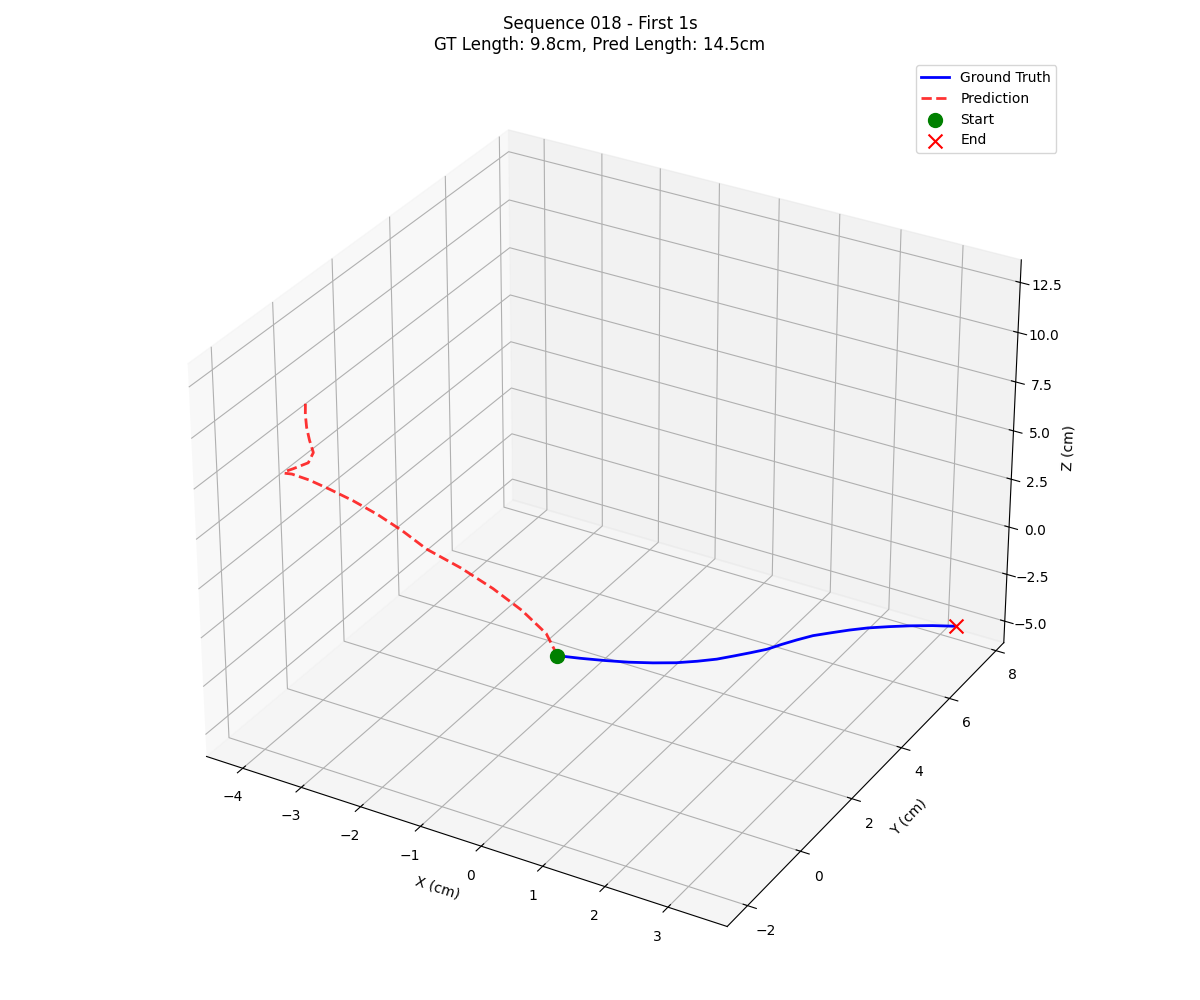 Sequence 018 - First 1s
GT Length: 9.8cm, Pred Length: 14.5cm
Ground Truth
Prediction
Start
End
12.5
10.0
7.5
5.0
2.5
0.0
−2.5
−5.0
Z (cm)
8
6
4
2
0
−2
Y (cm)
−4
−3
−2
−1
0
1
2
3
X (cm)